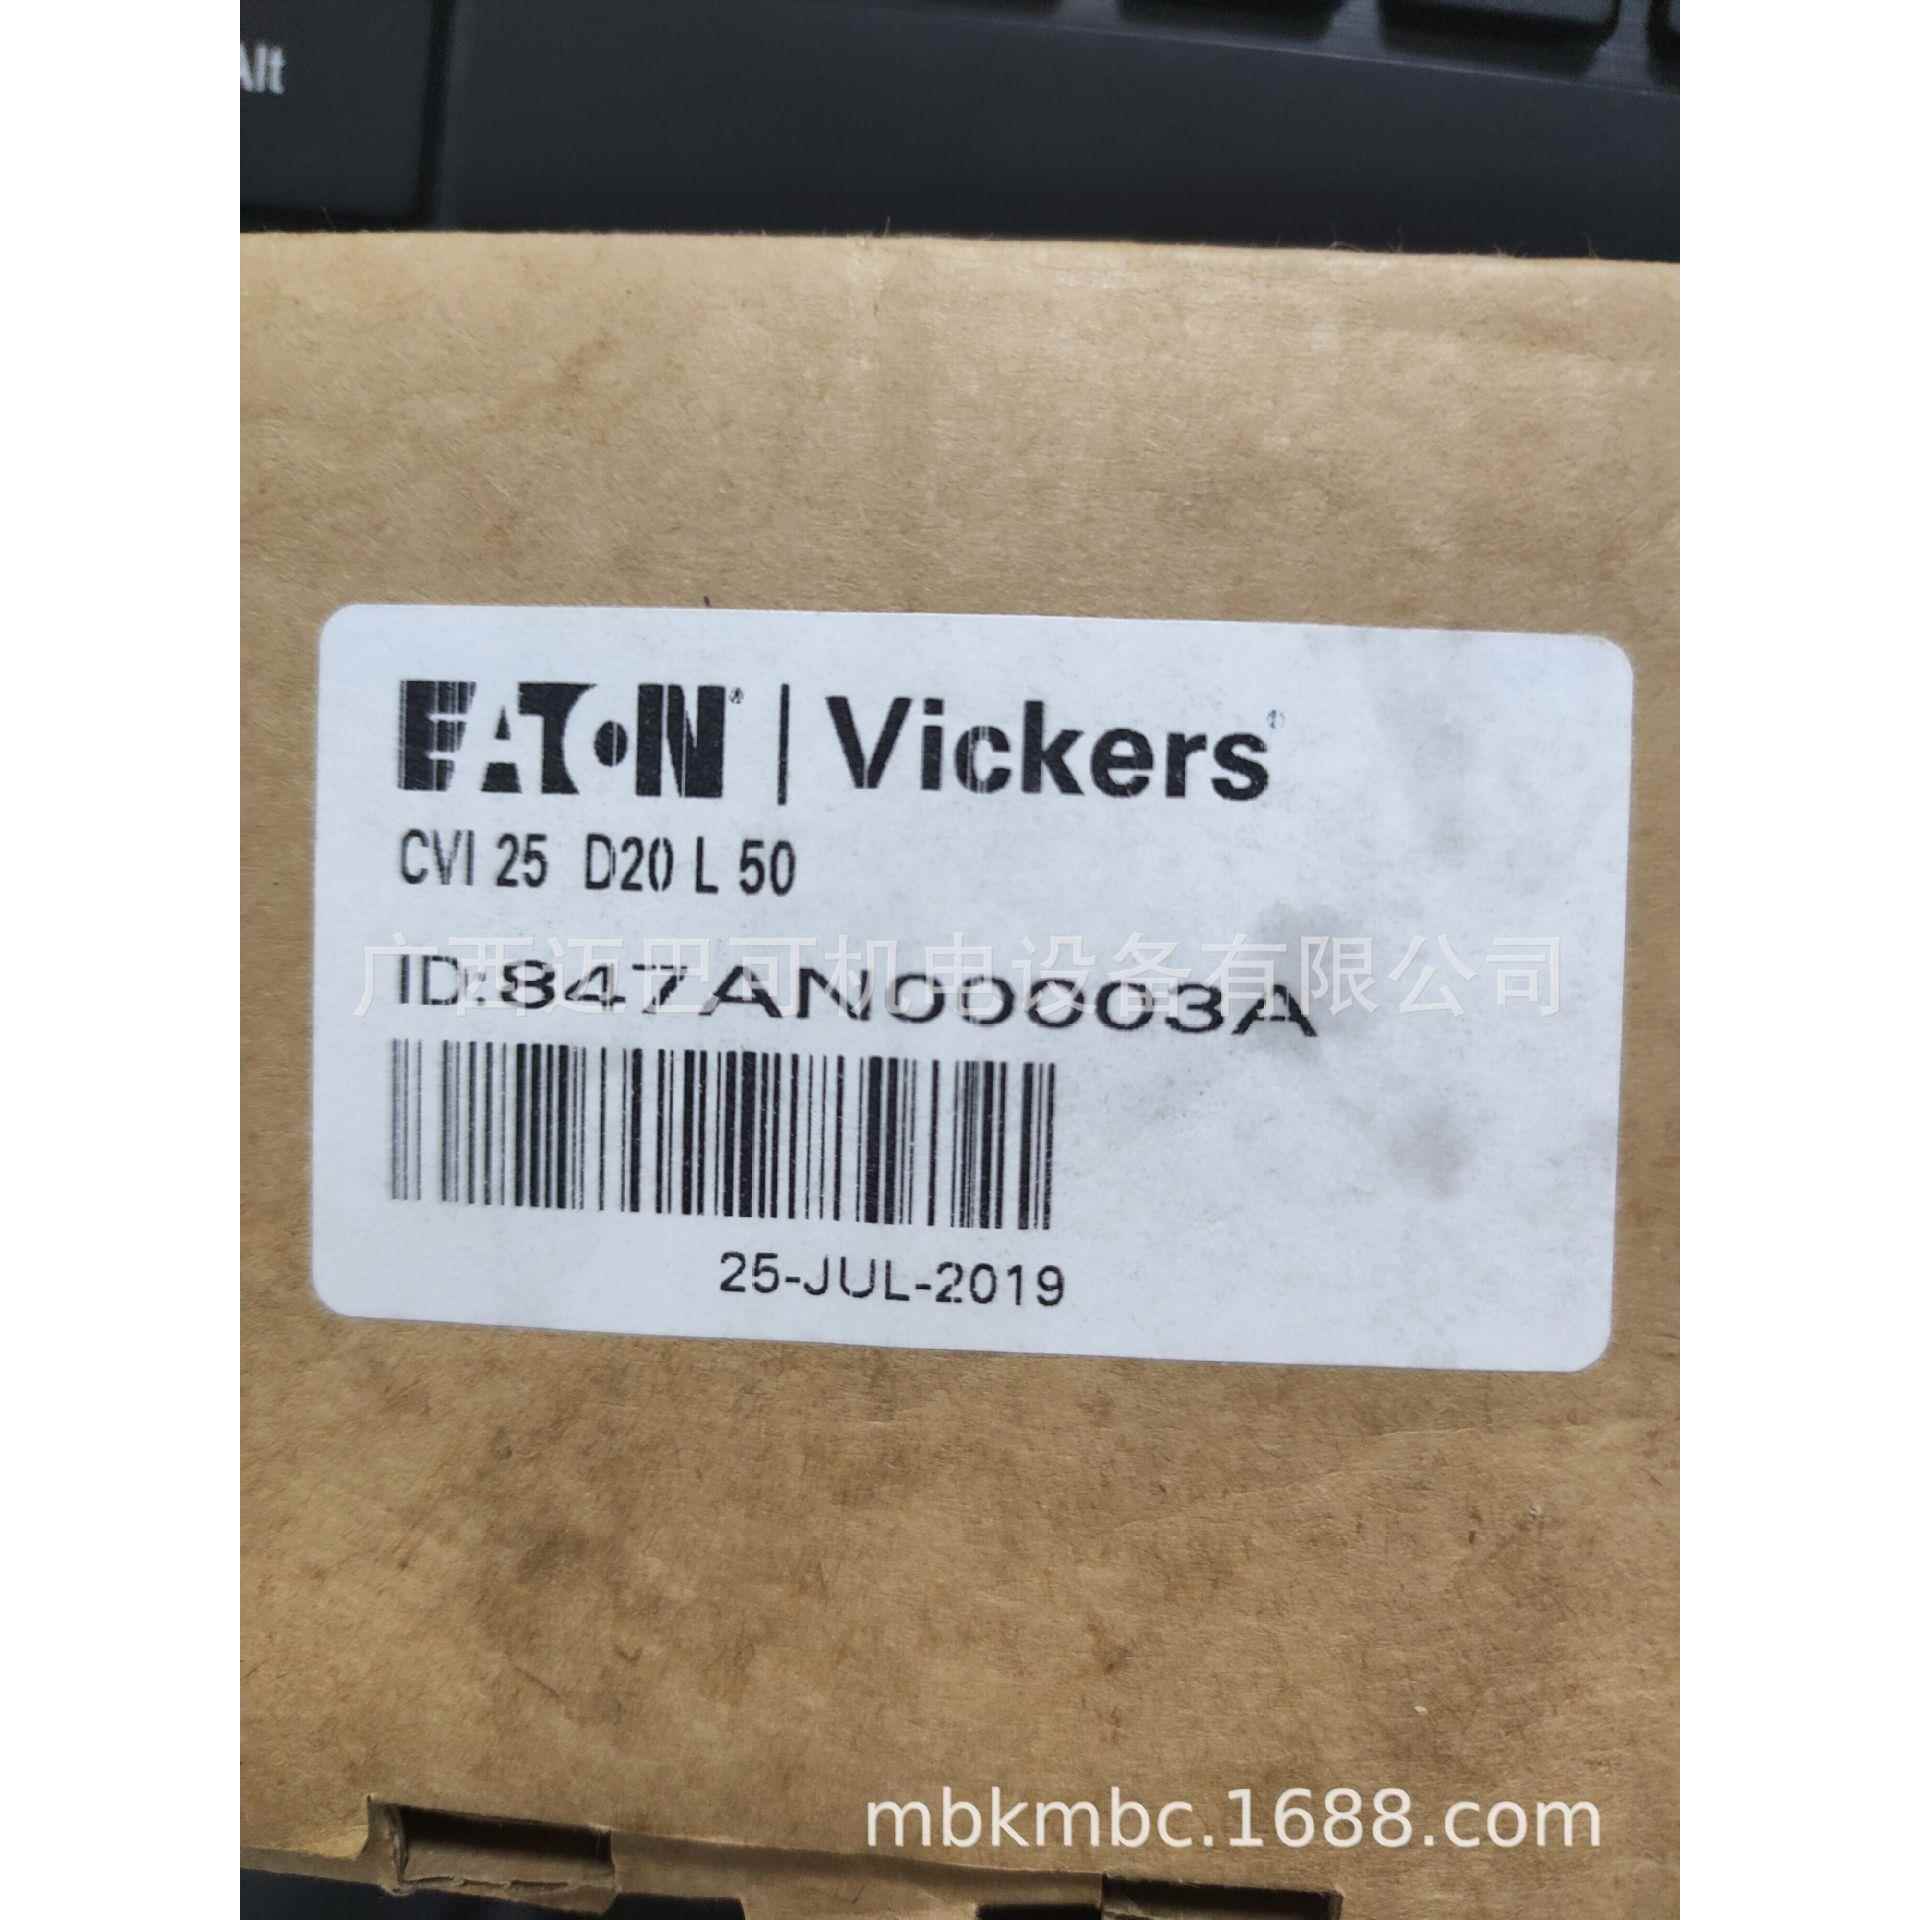 Alt
EATON® | Vickers®
CVI 25 D20 L 50
广西迈巴可机电设备有限公司
ID:847AN00003A
25-JUL-2019
mbkmbc.1688.com